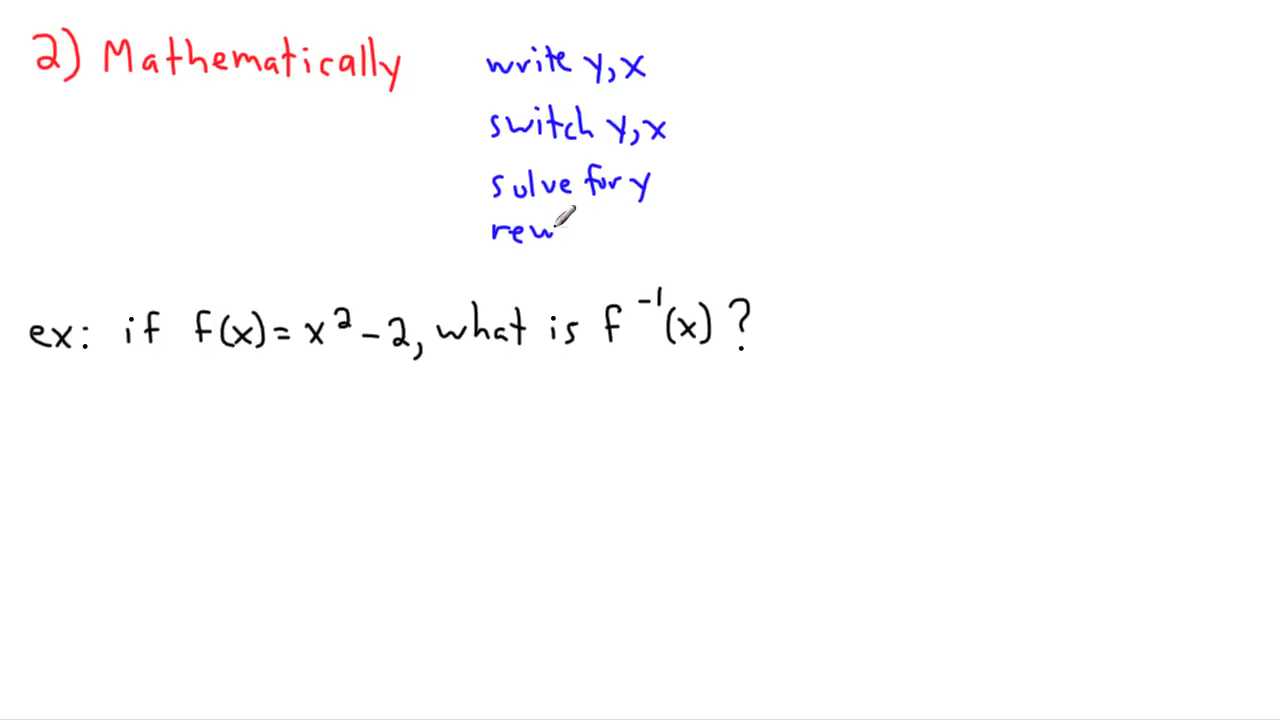 2) Mathematically
write y,x
switch y,x
solve for y
rew
ex: if f(x)= x² - 2, what is f⁻¹(x) ?